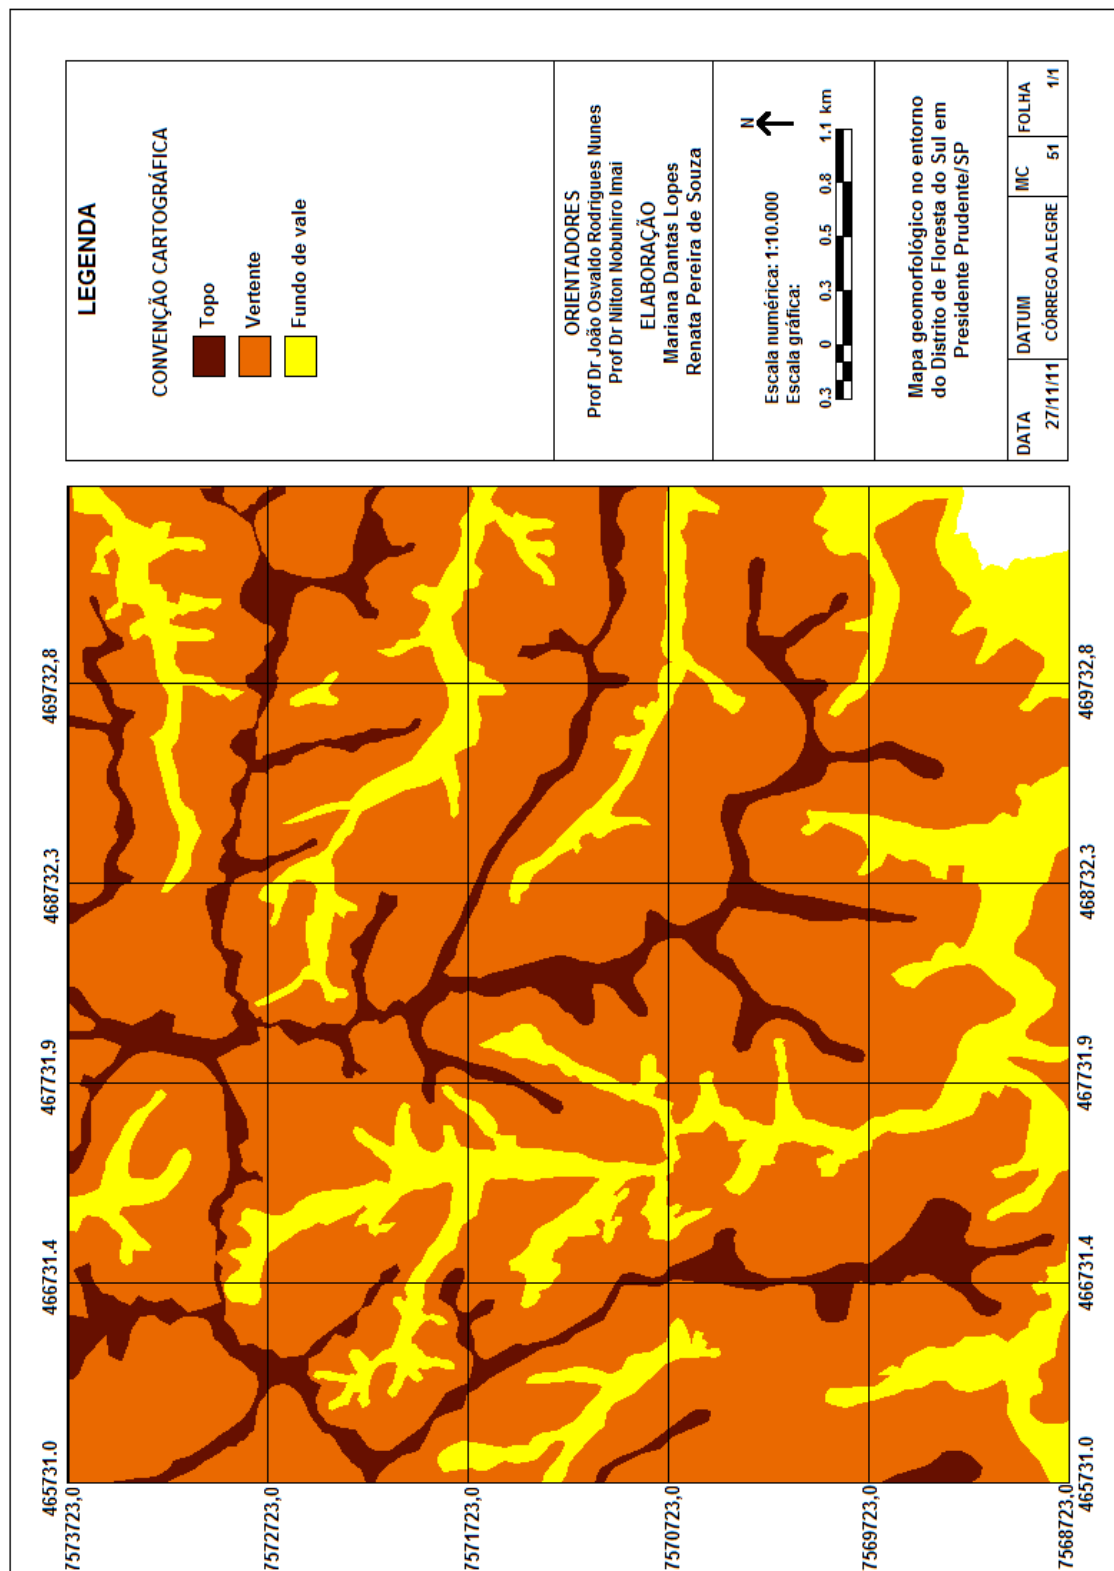 LEGENDA
CONVENÇÃO CARTOGRÁFICA
Topo
Vertente
Fundo de vale
ORIENTADORES
Prof Dr João Osvaldo Rodrigues Nunes
Prof Dr Nilton Nobuhiro Imai
ELABORAÇÃO
Mariana Dantas Lopes
Renata Pereira de Souza
N
Escala numérica: 1:10.000
Escala gráfica:
0.3 0 0.3 0.5 0.8 1.1 km
Mapa geomorfológico no entorno
do Distrito de Floresta do Sul em
Presidente Prudente/SP
DATA DATUM MC FOLHA
27/11/11 CÓRREGO ALEGRE 51 1/1
465731.0 466731.4 467731.9 468732.3 469732,8
7573723,0
7572723,0
7571723,0
7570723,0
7569723,0
7568723,0
465731.0 466731.4 467731.9 468732.3 469732,8